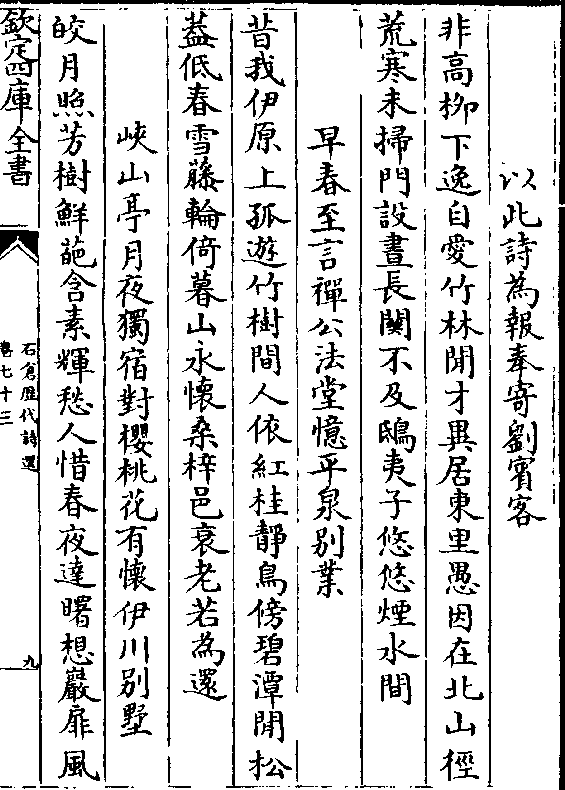 以此詩為報奉寄劉賓客
非高栁下逸自愛竹林閒才異居東里愚因在北山徑
荒寒未掃門設晝長關不及鴟夷子悠悠煙水間
早春至言禪公法堂憶平泉別業
昔我伊原上孤遊竹樹間人依紅桂靜鳥傍碧潭閒松
葢低春雪藤輪倚暮山永懷桑梓邑衰老若為還
峽山亭月夜獨宿對櫻桃花有懷伊川別墅
皎月照芳樹鮮葩含素輝愁人惜春夜達曙想巖扉風
欽定四庫全書
石倉歷代詩選
卷七十三
九